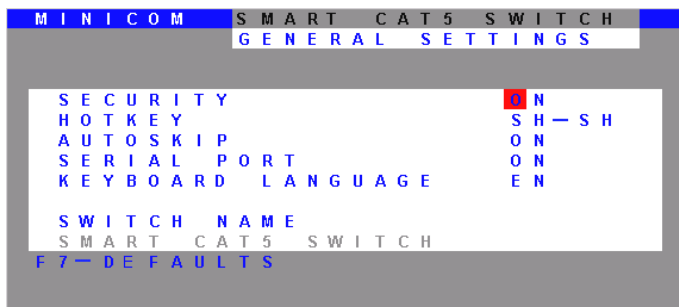 MINICOM SMART CAT5 SWITCH
GENERAL SETTINGS
SECURITY ON
HOTKEY SH-SH
AUTOSKIP ON
SERIAL PORT ON
KEYBOARD LANGUAGE EN
SWITCH NAME
SMART CAT5 SWITCH
F7-DEFAULTS